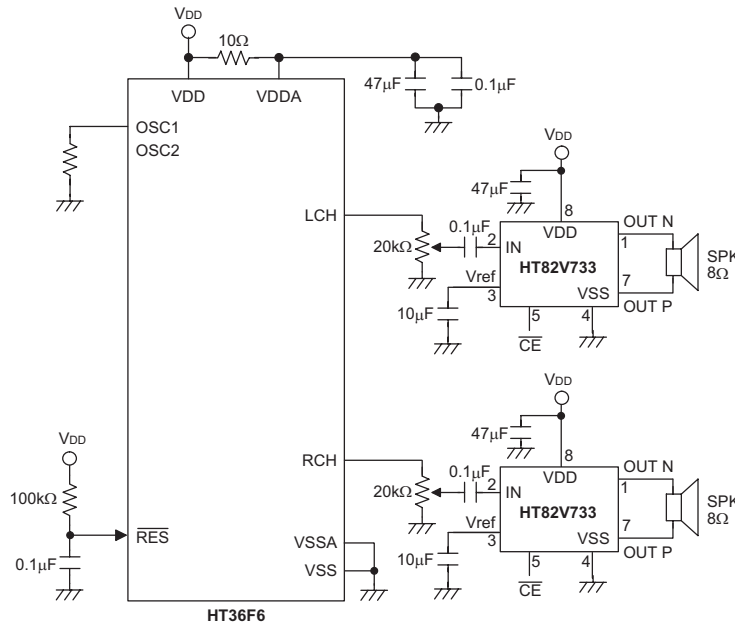 VDD
10Ω
VDD
VDDA
47μF
0.1μF
OSC1
OSC2
VDD
47μF
8
VDD
OUT N
1
LCH
20kΩ
0.1μF
2
IN
HT82V733
SPK
8Ω
Vref
3
VSS
7
OUT P
10μF
5
4
CE
VDD
100kΩ
RES
0.1μF
VDD
47μF
8
VDD
OUT N
1
RCH
20kΩ
0.1μF
2
IN
HT82V733
SPK
8Ω
Vref
3
VSS
7
OUT P
10μF
5
4
CE
VSSA
VSS
HT36F6